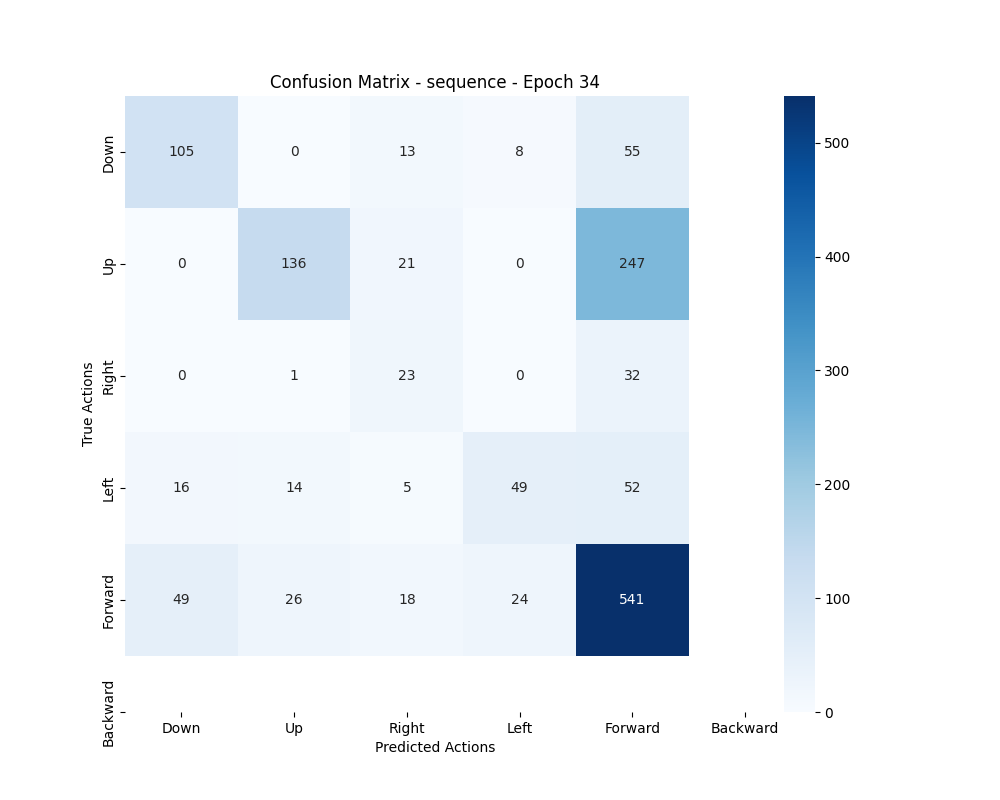 Confusion Matrix - sequence - Epoch 34
True Actions
Down 105 0 13 8 55
Up 0 136 21 0 247
Right 0 1 23 0 32
Left 16 14 5 49 52
Forward 49 26 18 24 541
Backward
Down Up Right Left Forward Backward
Predicted Actions
500
400
300
200
100
0